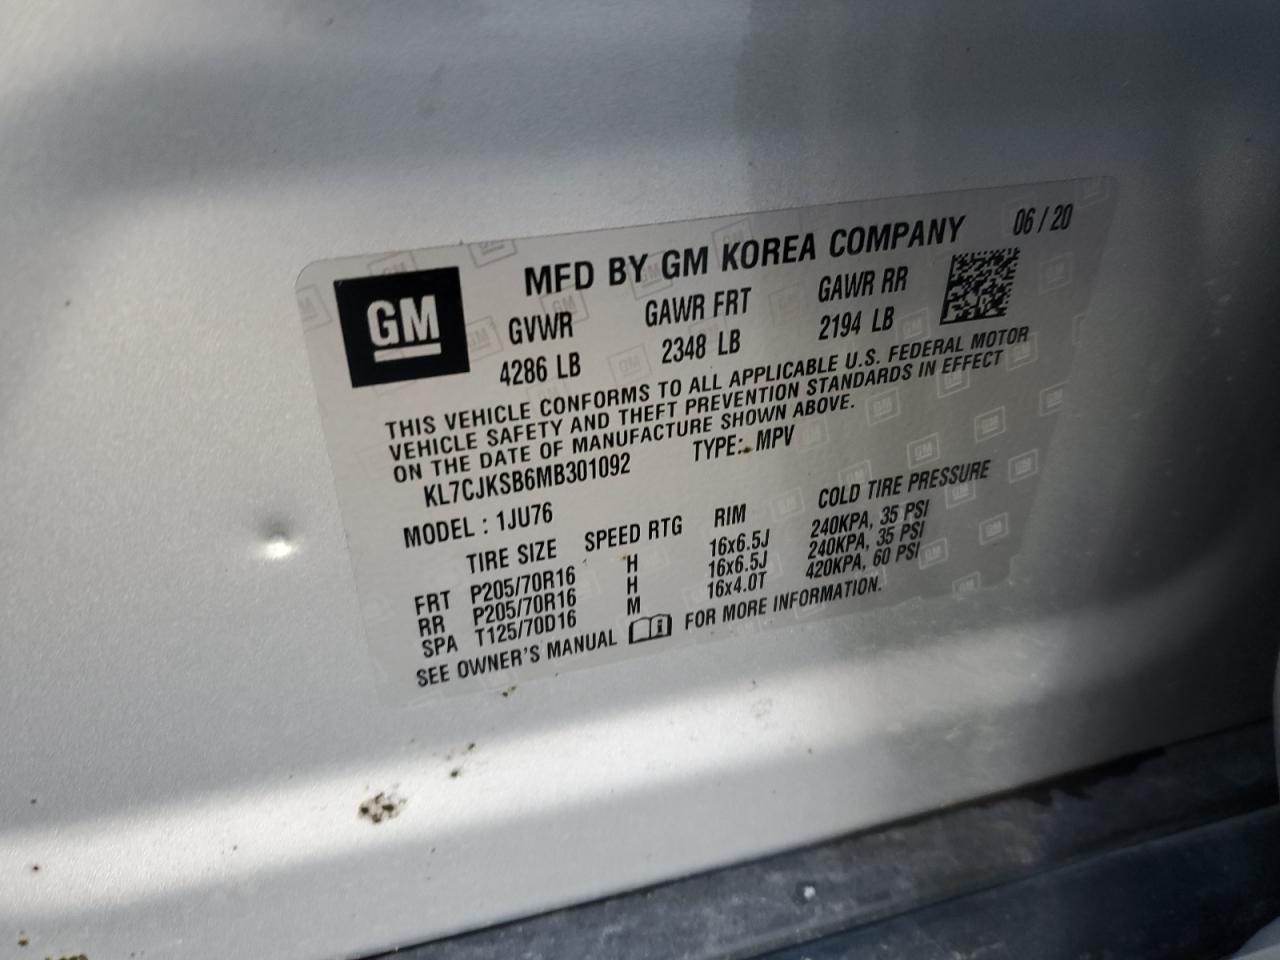 MFD BY GM KOREA COMPANY 06 / 20
GM
GVWR GAWR FRT GAWR RR
4286 LB 2348 LB 2194 LB
THIS VEHICLE CONFORMS TO ALL APPLICABLE U.S. FEDERAL MOTOR
VEHICLE SAFETY AND THEFT PREVENTION STANDARDS IN EFFECT
ON THE DATE OF MANUFACTURE SHOWN ABOVE.
KL7CJKSB6MB301092 TYPE: MPV
MODEL : 1JU76
TIRE SIZE SPEED RTG RIM COLD TIRE PRESSURE
FRT P205/70R16 H 16x6.5J 240KPA, 35 PSI
RR P205/70R16 H 16x6.5J 240KPA, 35 PSI
SPA T125/70D16 M 16x4.0T 420KPA, 60 PSI
SEE OWNER'S MANUAL FOR MORE INFORMATION.